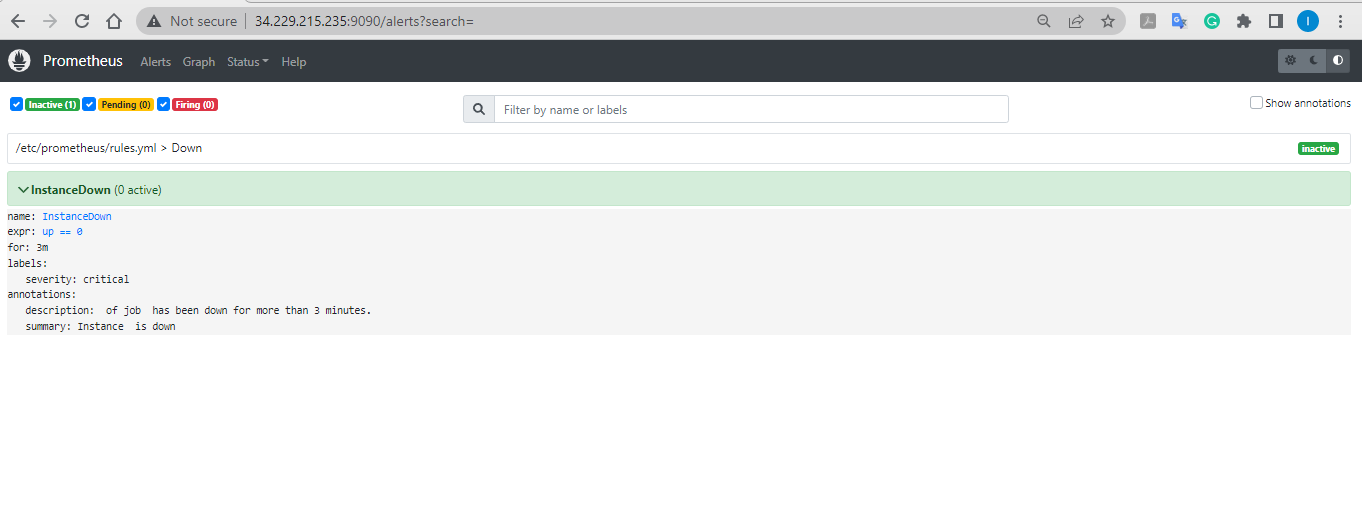 Not secure | 34.229.215.235:9090/alerts?search=
Prometheus Alerts Graph Status Help
Inactive (1) Pending (0) Firing (0) Filter by name or labels Show annotations
/etc/prometheus/rules.yml > Down inactive
InstanceDown (0 active)
name: InstanceDown
expr: up == 0
for: 3m
labels:
severity: critical
annotations:
description:  of job  has been down for more than 3 minutes.
summary: Instance  is down